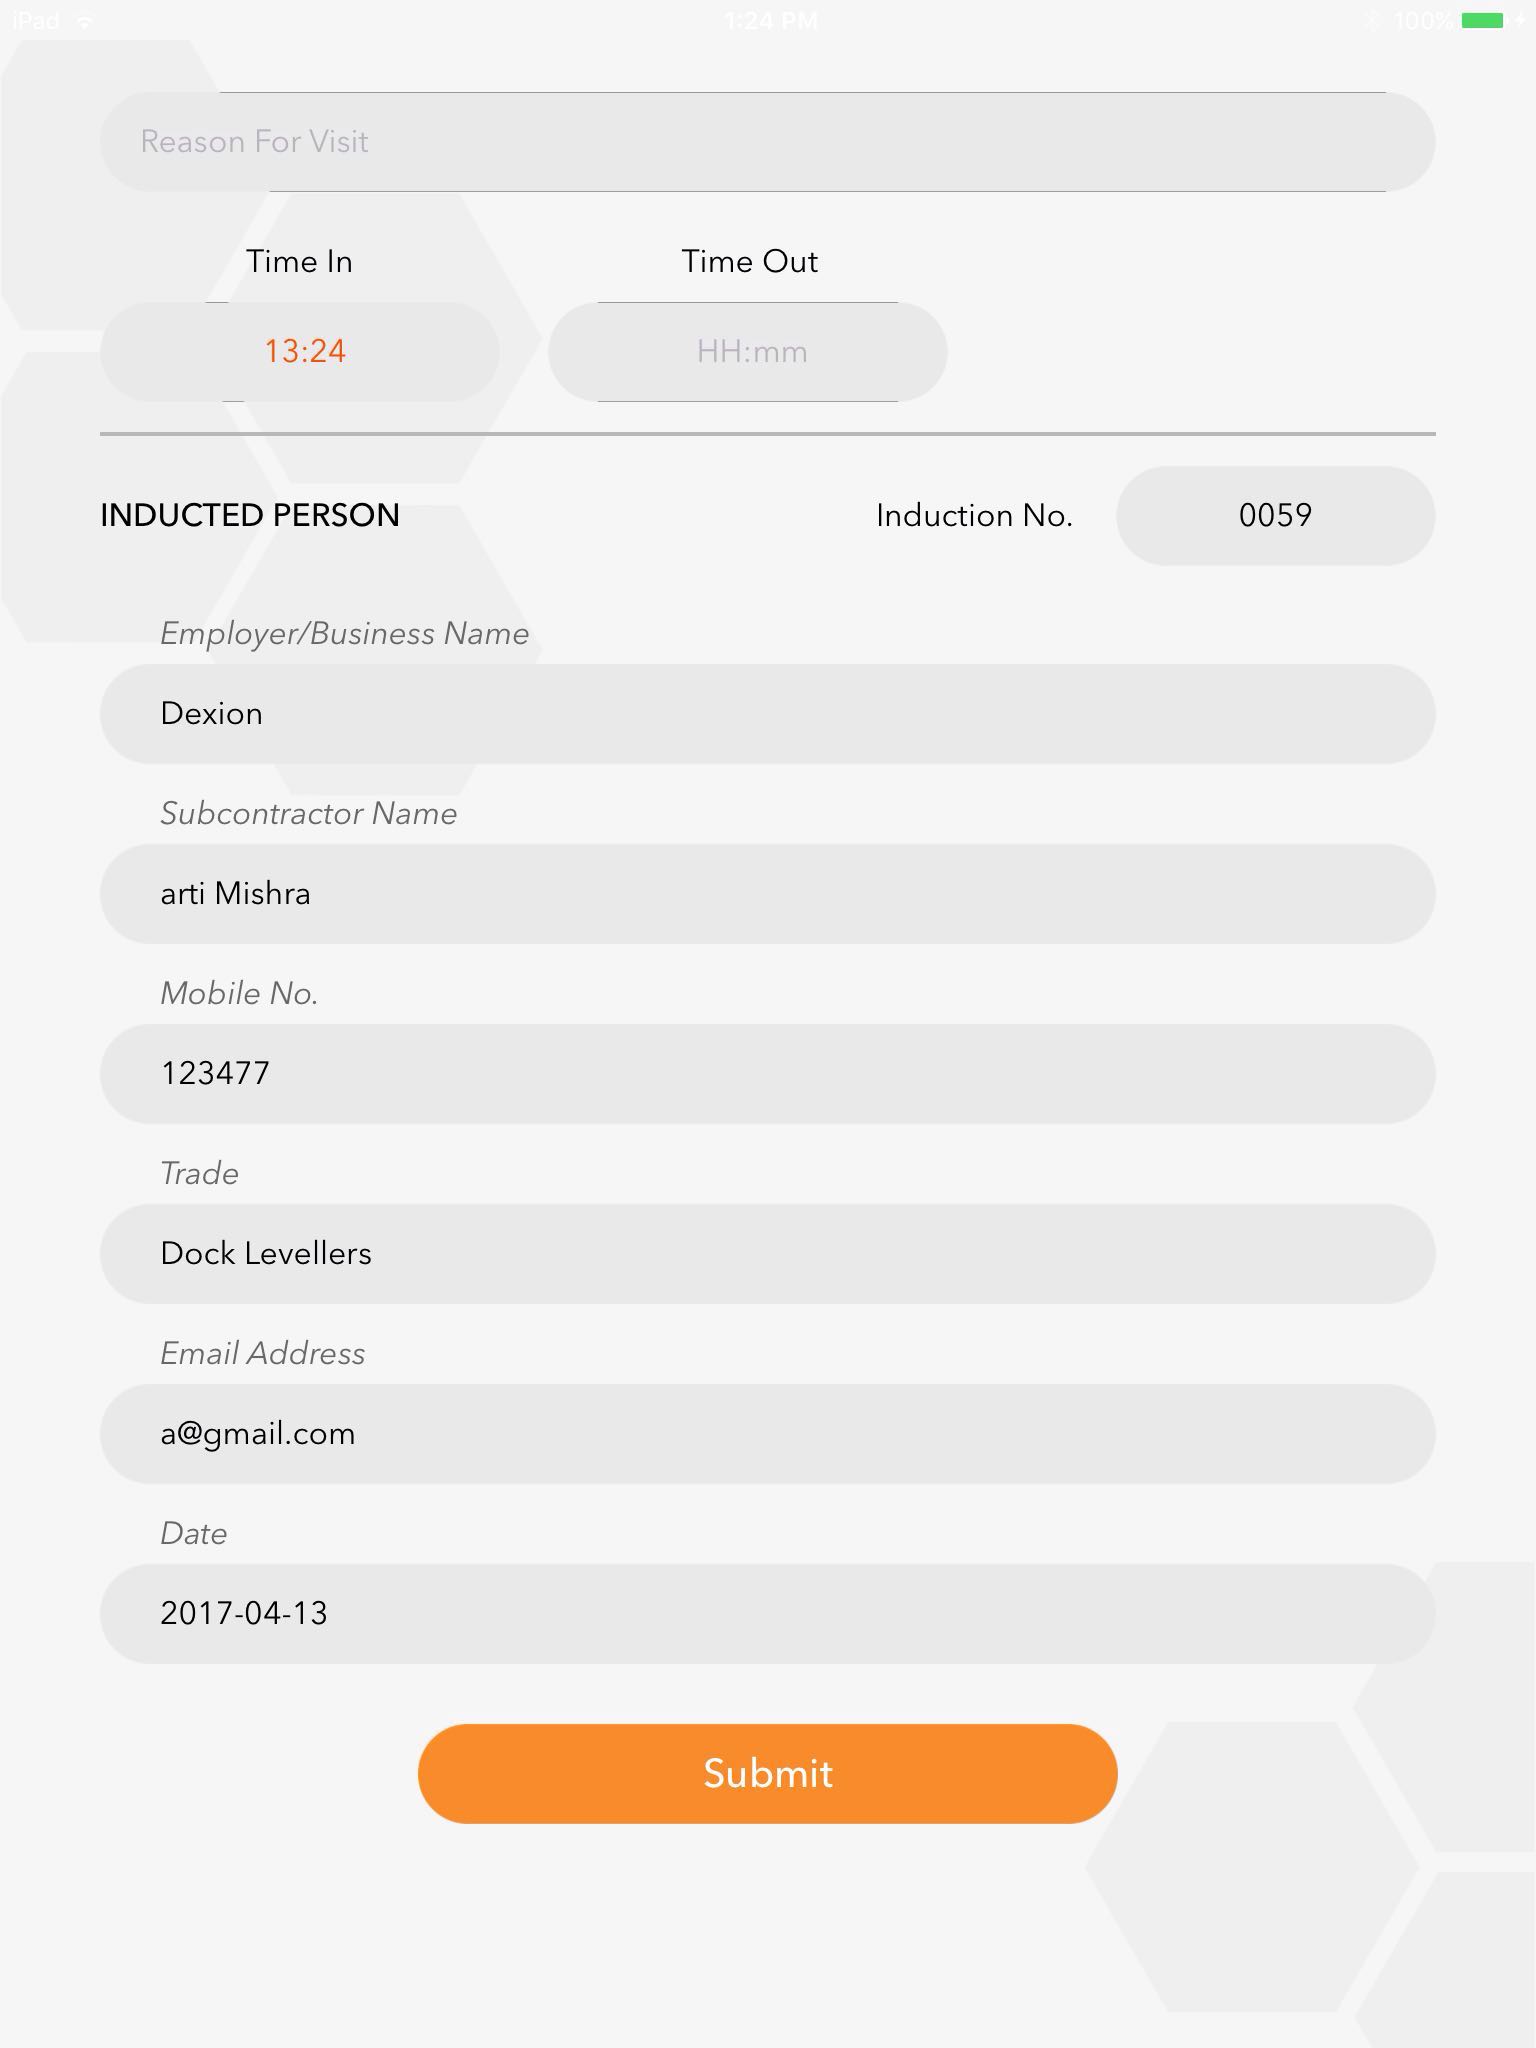 iPad 1:24 PM 100%
Reason For Visit
Time In Time Out
13:24 HH:mm
INDUCTED PERSON Induction No. 0059
Employer/Business Name
Dexion
Subcontractor Name
arti Mishra
Mobile No.
123477
Trade
Dock Levellers
Email Address
a@gmail.com
Date
2017-04-13
Submit